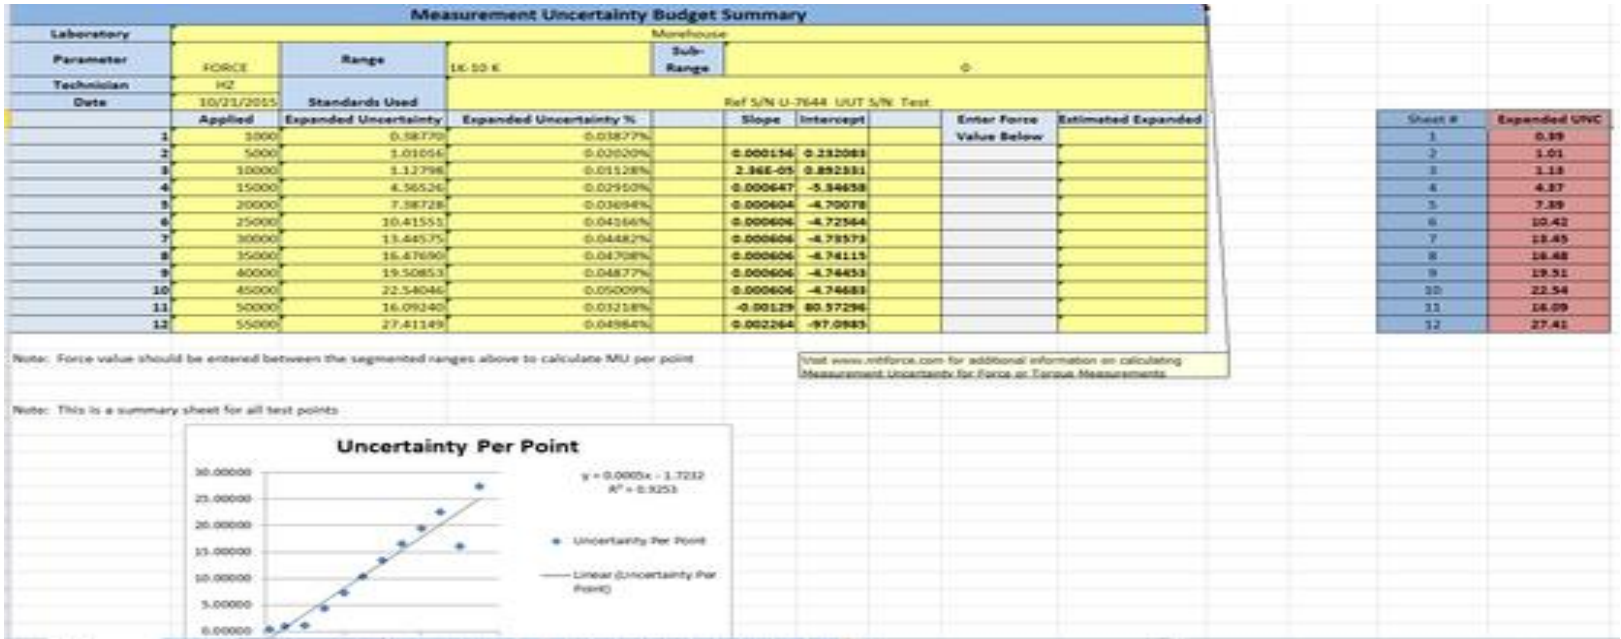 Measurement Uncertainty Budget Summary
Laboratory Morehouse
Parameter FORCE Range 1K-10 K Sub-Range 0
Technician HZ
Date 10/21/2015 Standards Used Ref S/N U-7644 UUT S/N: Test
Applied Expanded Uncertainty Expanded Uncertainty % Slope Intercept Enter Force Value Below Estimated Expanded Sheet # Expanded UNC
1 1000 0.38770 0.03877% 1 0.39
2 5000 1.01056 0.02020% 0.000156 0.232083 2 1.01
3 10000 1.12798 0.01128% 2.36E-05 0.892331 3 1.13
4 15000 4.36526 0.02910% 0.000647 -5.34658 4 4.37
5 20000 7.38728 0.03694% 0.000604 -4.70078 5 7.39
6 25000 10.41551 0.04166% 0.000606 -4.72564 6 10.42
7 30000 13.44575 0.04482% 0.000606 -4.73573 7 13.45
8 35000 16.47690 0.04708% 0.000606 -4.74115 8 16.48
9 40000 19.50853 0.04877% 0.000606 -4.74453 9 19.51
10 45000 22.54046 0.05009% 0.000606 -4.74683 10 22.54
11 50000 16.09240 0.03218% -0.00129 80.57296 11 16.09
12 55000 27.41149 0.04984% 0.002264 -97.0985 12 27.41
Note: Force value should be entered between the segmented ranges above to calculate MU per point
Visit www.mhforce.com for additional information on calculating
Measurement Uncertainty for Force or Torque Measurements
Note: This is a summary sheet for all test points
Uncertainty Per Point
y = 0.0005x - 1.7232
R² = 0.9253
30.00000
25.00000
20.00000
15.00000
10.00000
5.00000
0.00000
Uncertainty Per Point
Linear (Uncertainty Per
Point)